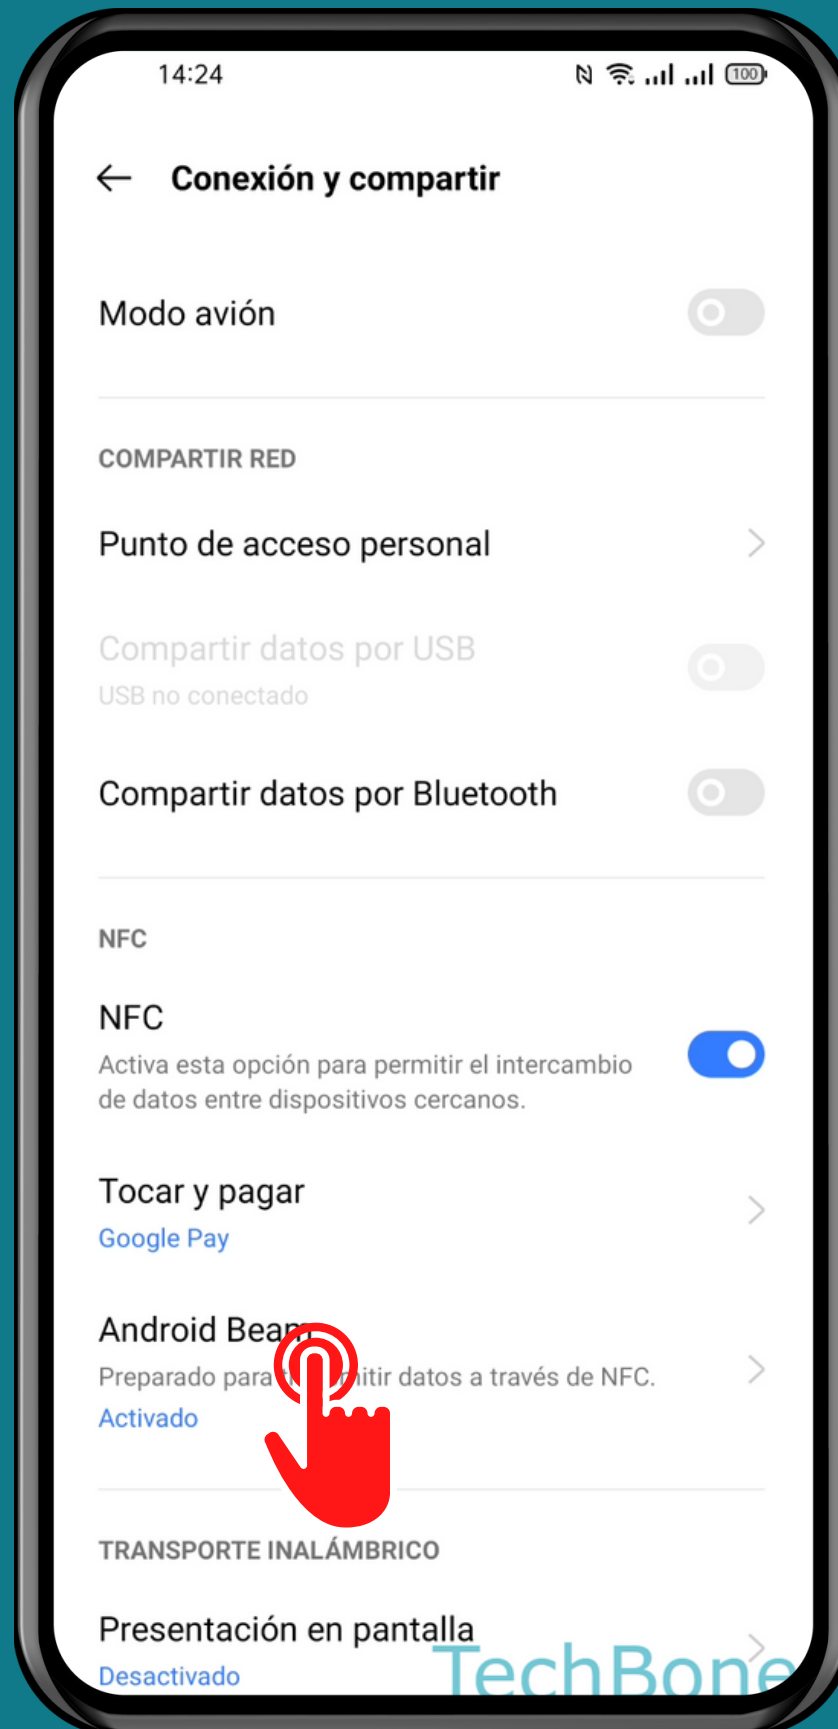 14:24
100
Conexión y compartir
Modo avión
COMPARTIR RED
Punto de acceso personal
Compartir datos por USB
USB no conectado
Compartir datos por Bluetooth
NFC
NFC
Activa esta opción para permitir el intercambio
de datos entre dispositivos cercanos.
Tocar y pagar
Google Pay
Android Beam
Preparado para datos a través de NFC.
Activado
TRANSPORTE INALÁMBRICO
Presentación en pantalla
Desactivado
TechBone